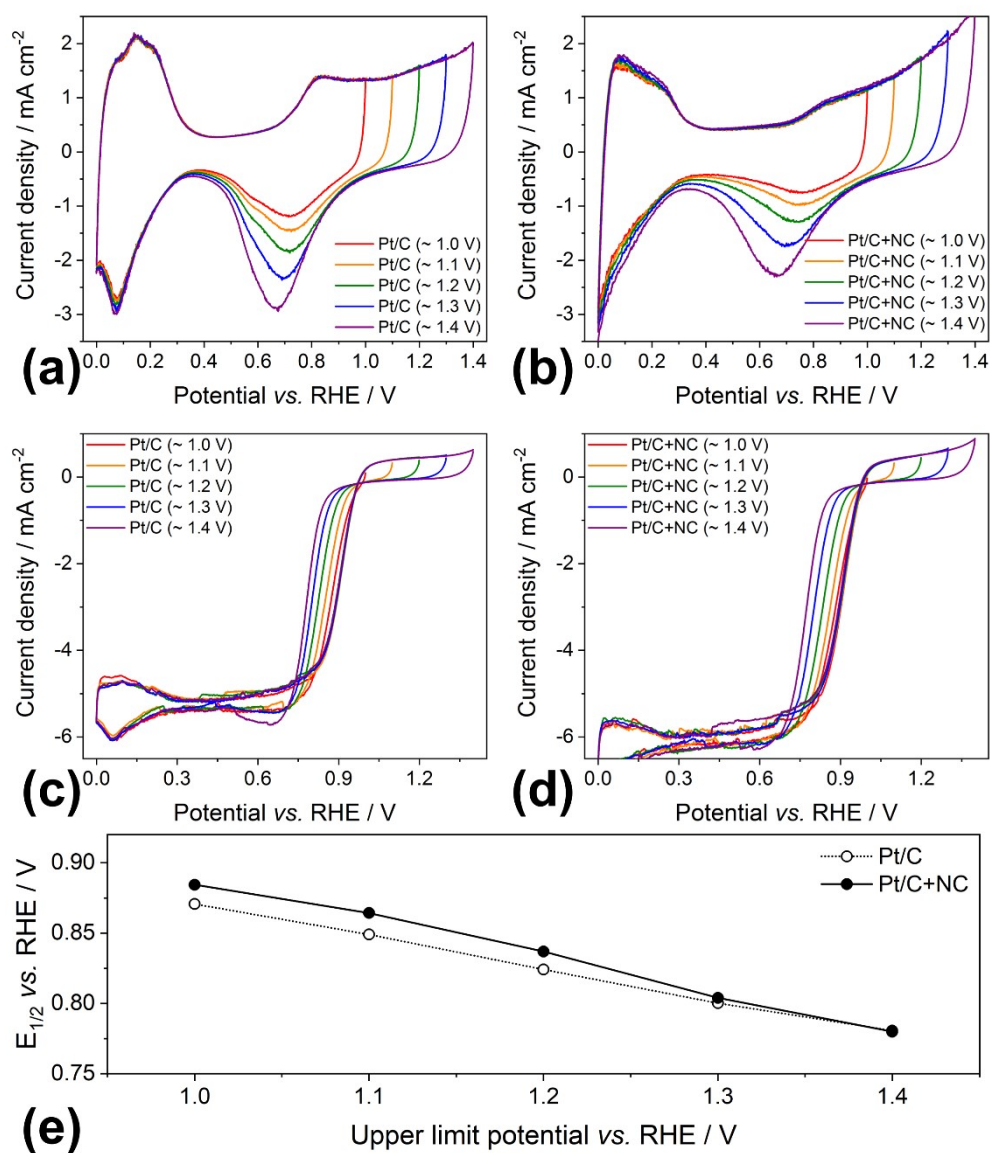 Current density / mA cm-2
2
1
0
-1
-2
-3
Pt/C (~ 1.0 V)
Pt/C (~ 1.1 V)
Pt/C (~ 1.2 V)
Pt/C (~ 1.3 V)
Pt/C (~ 1.4 V)
0.0 0.2 0.4 0.6 0.8 1.0 1.2 1.4
(a)
Potential vs. RHE / V
Current density / mA cm-2
2
1
0
-1
-2
-3
Pt/C+NC (~ 1.0 V)
Pt/C+NC (~ 1.1 V)
Pt/C+NC (~ 1.2 V)
Pt/C+NC (~ 1.3 V)
Pt/C+NC (~ 1.4 V)
0.0 0.2 0.4 0.6 0.8 1.0 1.2 1.4
(b)
Potential vs. RHE / V
Current density / mA cm-2
0
-2
-4
-6
Pt/C (~ 1.0 V)
Pt/C (~ 1.1 V)
Pt/C (~ 1.2 V)
Pt/C (~ 1.3 V)
Pt/C (~ 1.4 V)
0.0 0.3 0.6 0.9 1.2
(c)
Potential vs. RHE / V
Current density / mA cm-2
0
-2
-4
-6
Pt/C+NC (~ 1.0 V)
Pt/C+NC (~ 1.1 V)
Pt/C+NC (~ 1.2 V)
Pt/C+NC (~ 1.3 V)
Pt/C+NC (~ 1.4 V)
0.0 0.3 0.6 0.9 1.2
(d)
Potential vs. RHE / V
E1/2 vs. RHE / V
0.90
0.85
0.80
0.75
Pt/C
Pt/C+NC
1.0 1.1 1.2 1.3 1.4
(e)
Upper limit potential vs. RHE / V